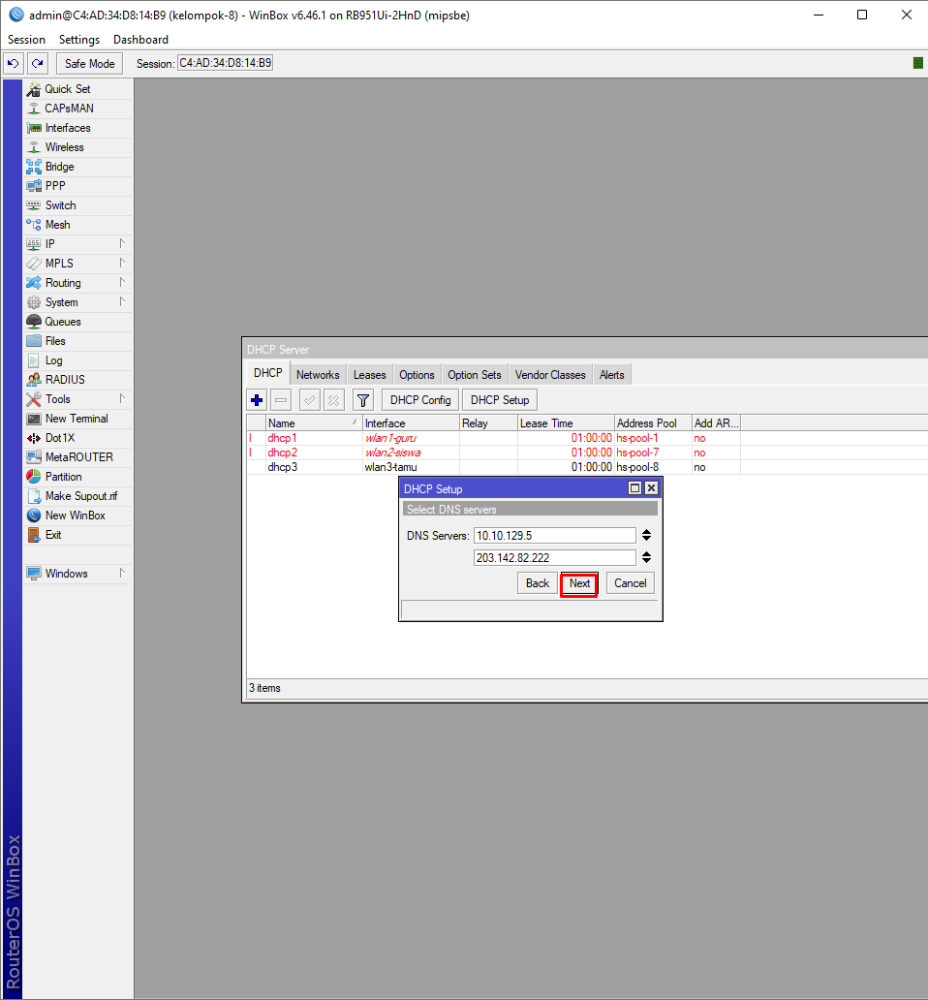 admin@C4:AD:34:D8:14:B9 (kelompok-8) - WinBox v6.46.1 on RB951Ui-2HnD (mipsbe)
Session Settings Dashboard
Safe Mode Session: C4:AD:34:D8:14:B9
Quick Set
CAPsMAN
Interfaces
Wireless
Bridge
PPP
Switch
Mesh
IP
MPLS
Routing
System
Queues
Files
Log
RADIUS
Tools
New Terminal
Dot1X
MetaROUTER
Partition
Make Supout.rif
New WinBox
Exit
Windows
RouterOS WinBox
DHCP Server
DHCP Networks Leases Options Option Sets Vendor Classes Alerts
DHCP Config DHCP Setup
Name / Interface Relay Lease Time Address Pool Add AR...
I dhcp1 wlan1-guru 01:00:00 hs-pool-1 no
I dhcp2 wlan2-siswa 01:00:00 hs-pool-7 no
dhcp3 wlan3-tamu 01:00:00 hs-pool-8 no
DHCP Setup
Select DNS servers
DNS Servers: 10.10.129.5
203.142.82.222
Back Next Cancel
3 items